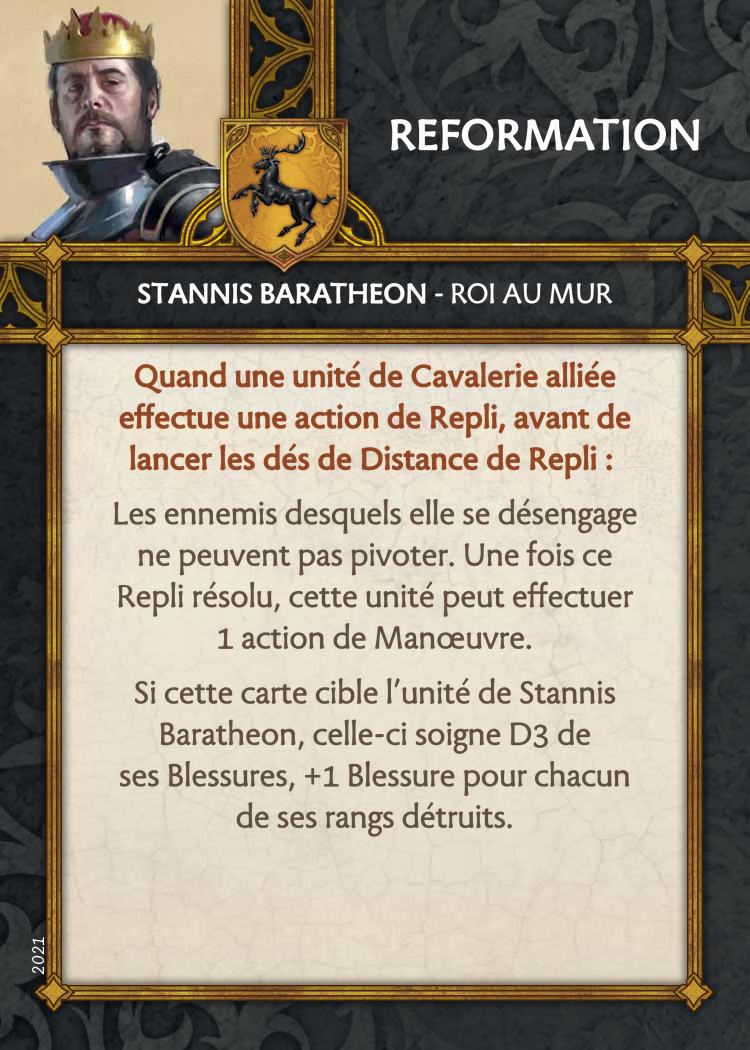 REFORMATION
STANNIS BARATHEON - ROI AU MUR
Quand une unité de Cavalerie alliée
effectue une action de Repli, avant de
lancer les dés de Distance de Repli :
Les ennemis desquels elle se désengage
ne peuvent pas pivoter. Une fois ce
Repli résolu, cette unité peut effectuer
1 action de Manœuvre.
Si cette carte cible l'unité de Stannis
Baratheon, celle-ci soigne D3 de
ses Blessures, +1 Blessure pour chacun
de ses rangs détruits.
2021